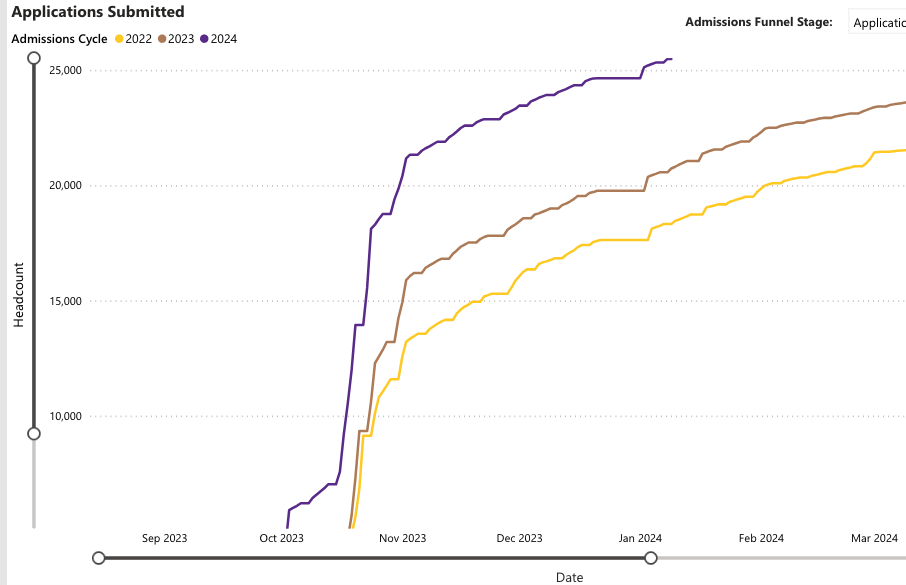 Applications Submitted
Admissions Funnel Stage:
Applicatio
Admissions Cycle 2022 2023 2024
25,000
20,000
15,000
10,000
Headcount
Sep 2023 Oct 2023 Nov 2023 Dec 2023 Jan 2024 Feb 2024 Mar 2024
Date